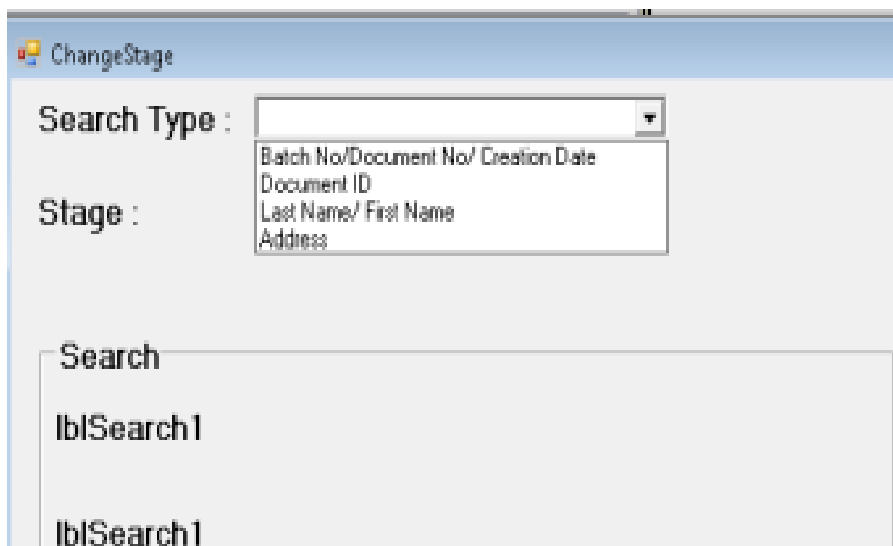 ChangeStage
Search Type :
Batch No/Document No/ Creation Date
Document ID
Last Name/ First Name
Address
Stage :
Search
lblSearch1
lblSearch1